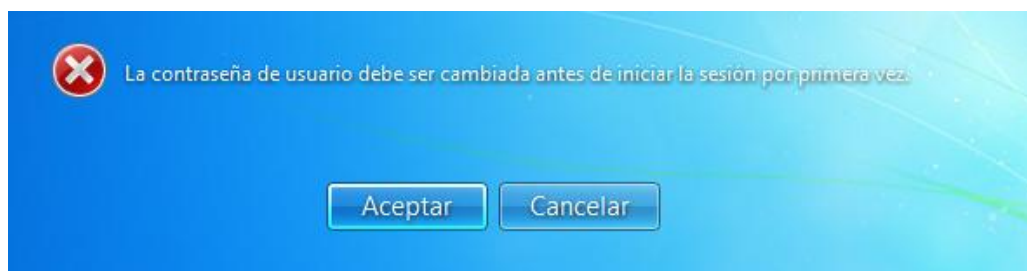 La contraseña de usuario debe ser cambiada antes de iniciar la sesión por primera vez.
Aceptar Cancelar